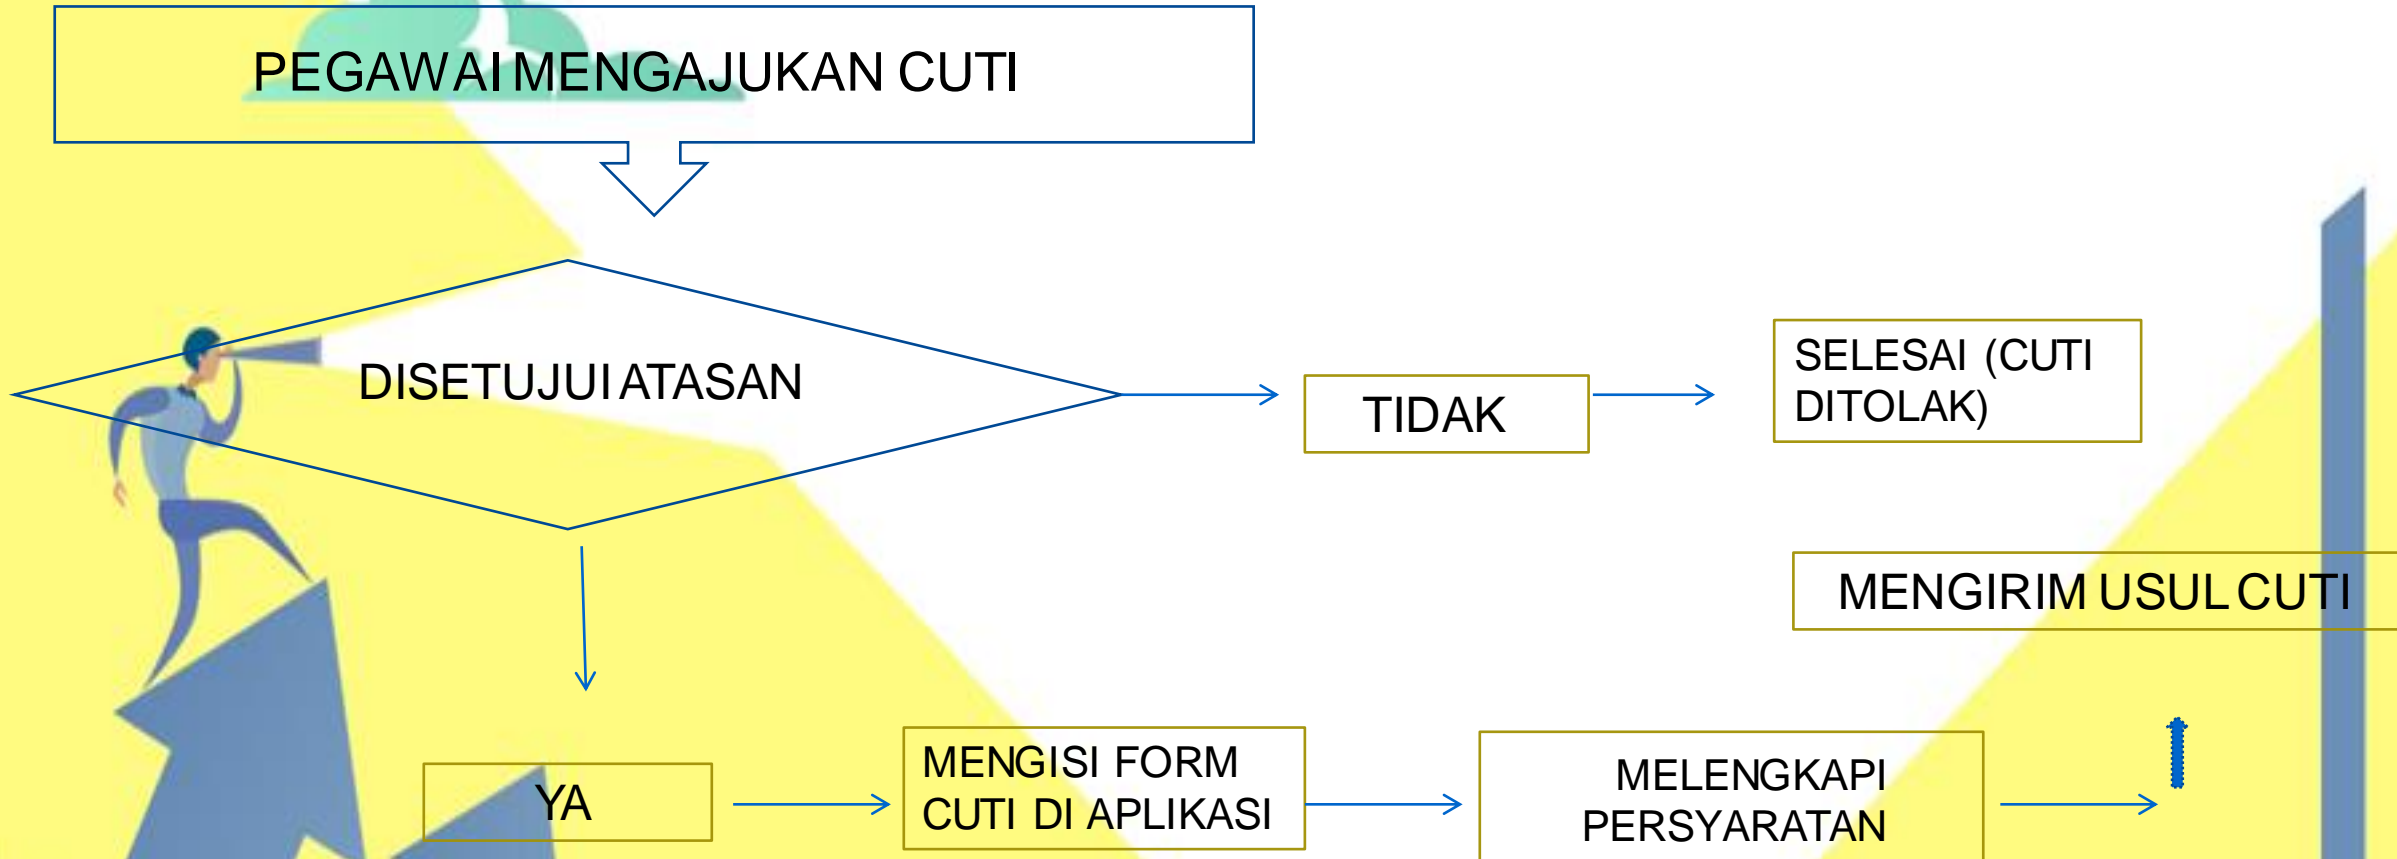 PEGAWAI MENGAJUKAN CUTI
DISETUJUI ATASAN
TIDAK
SELESAI (CUTI
DITOLAK)
MENGIRIM USUL CUTI
YA
MENGISI FORM
CUTI DI APLIKASI
MELENGKAPI
PERSYARATAN